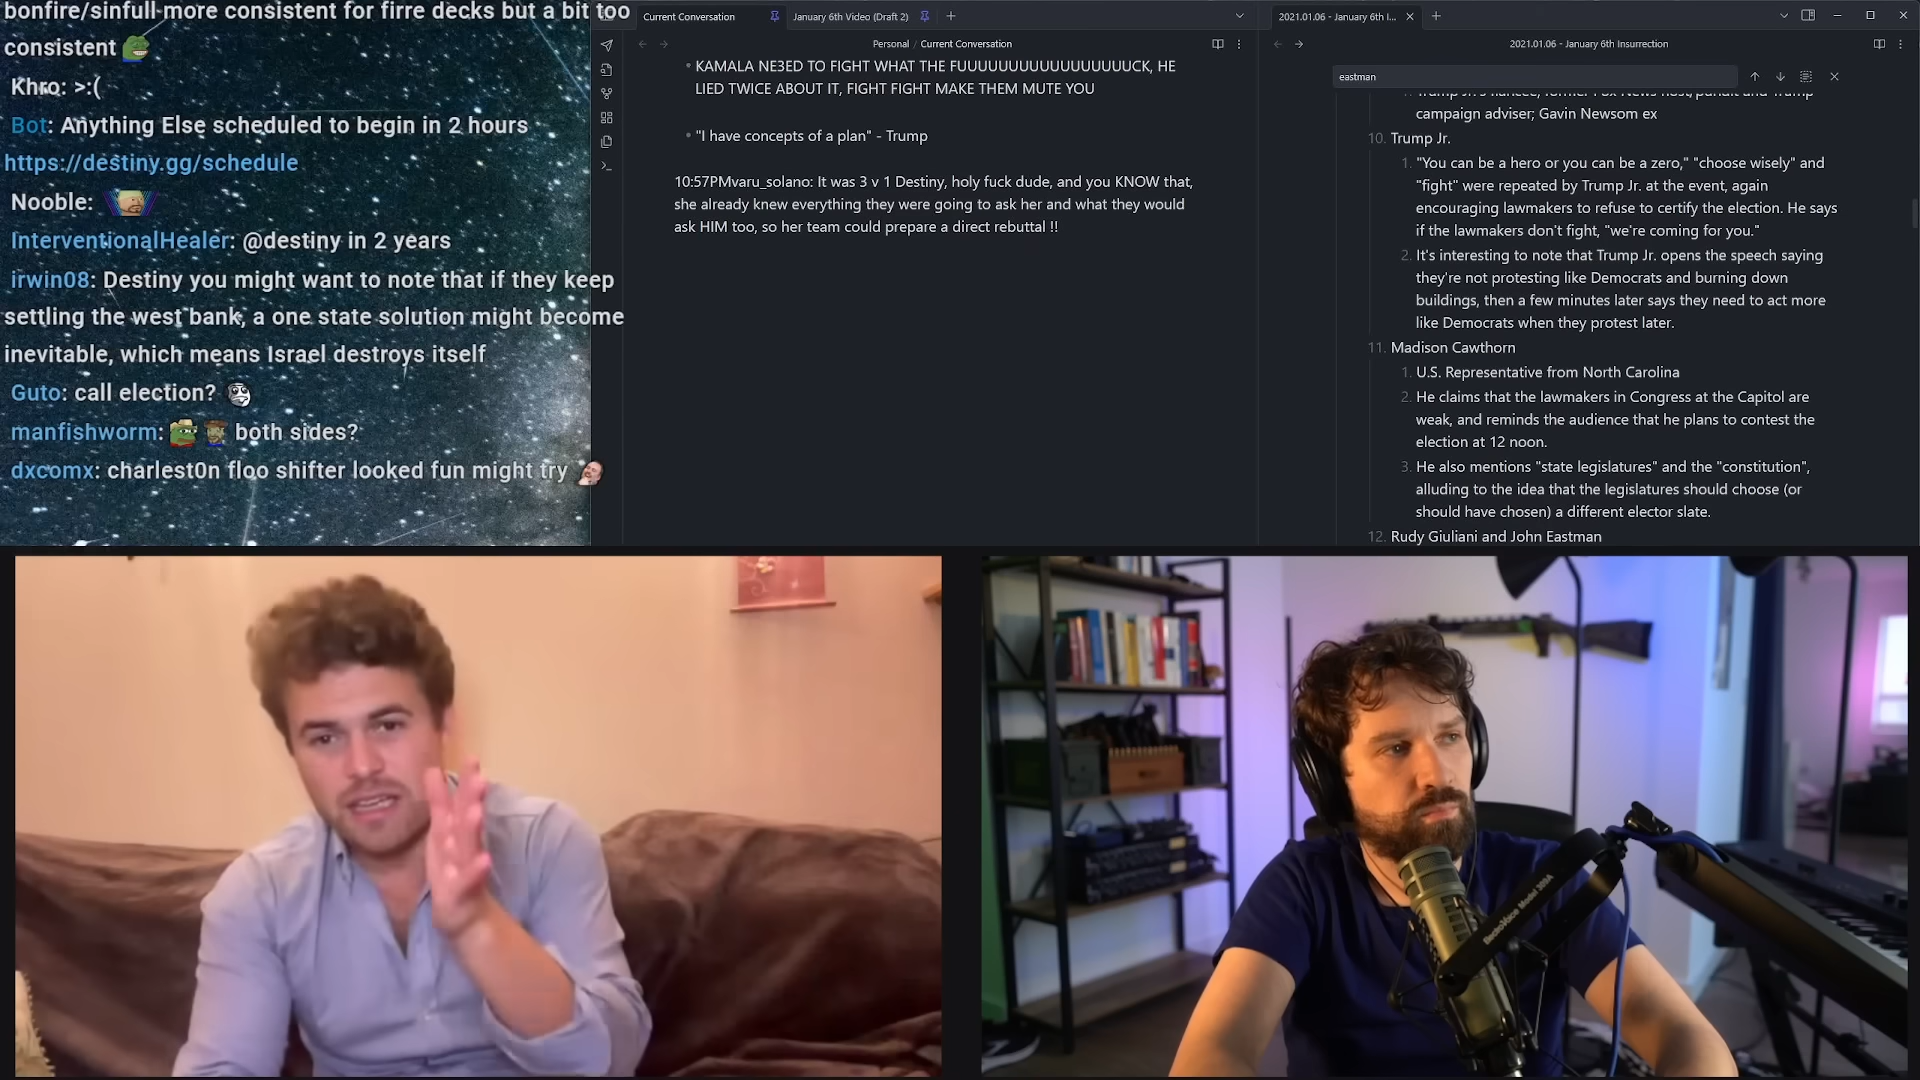 bonfire/sinfull more consistent for firre decks but a bit too
consistent
Khro: >:(
Bot: Anything Else scheduled to begin in 2 hours
https://destiny.gg/schedule
Nooble:
InterventionalHealer: @destiny in 2 years
irwin08: Destiny you might want to note that if they keep
settling the west bank, a one state solution might become
inevitable, which means Israel destroys itself
Guto: call election?
manfishworm: both sides?
dxcomx: charlest0n floo shifter looked fun might try
Current Conversation
January 6th Video (Draft 2)
Personal / Current Conversation
• KAMALA NE3ED TO FIGHT WHAT THE FUUUUUUUUUUUUUUUUUCK, HE
LIED TWICE ABOUT IT, FIGHT FIGHT MAKE THEM MUTE YOU
• "I have concepts of a plan" - Trump
10:57PMvaru_solano: It was 3 v 1 Destiny, holy fuck dude, and you KNOW that,
she already knew everything they were going to ask her and what they would
ask HIM too, so her team could prepare a direct rebuttal !!
2021.01.06 - January 6th I...
2021.01.06 - January 6th Insurrection
eastman
1. Trump Jr.'s fiancée, former Fox News host, pundit and Trump
campaign adviser; Gavin Newsom ex
10. Trump Jr.
1. "You can be a hero or you can be a zero," "choose wisely" and
"fight" were repeated by Trump Jr. at the event, again
encouraging lawmakers to refuse to certify the election. He says
if the lawmakers don't fight, "we're coming for you."
2. It's interesting to note that Trump Jr. opens the speech saying
they're not protesting like Democrats and burning down
buildings, then a few minutes later says they need to act more
like Democrats when they protest later.
11. Madison Cawthorn
1. U.S. Representative from North Carolina
2. He claims that the lawmakers in Congress at the Capitol are
weak, and reminds the audience that he plans to contest the
election at 12 noon.
3. He also mentions "state legislatures" and the "constitution",
alluding to the idea that the legislatures should choose (or
should have chosen) a different elector slate.
12. Rudy Giuliani and John Eastman
ElectroVoice Model 309A